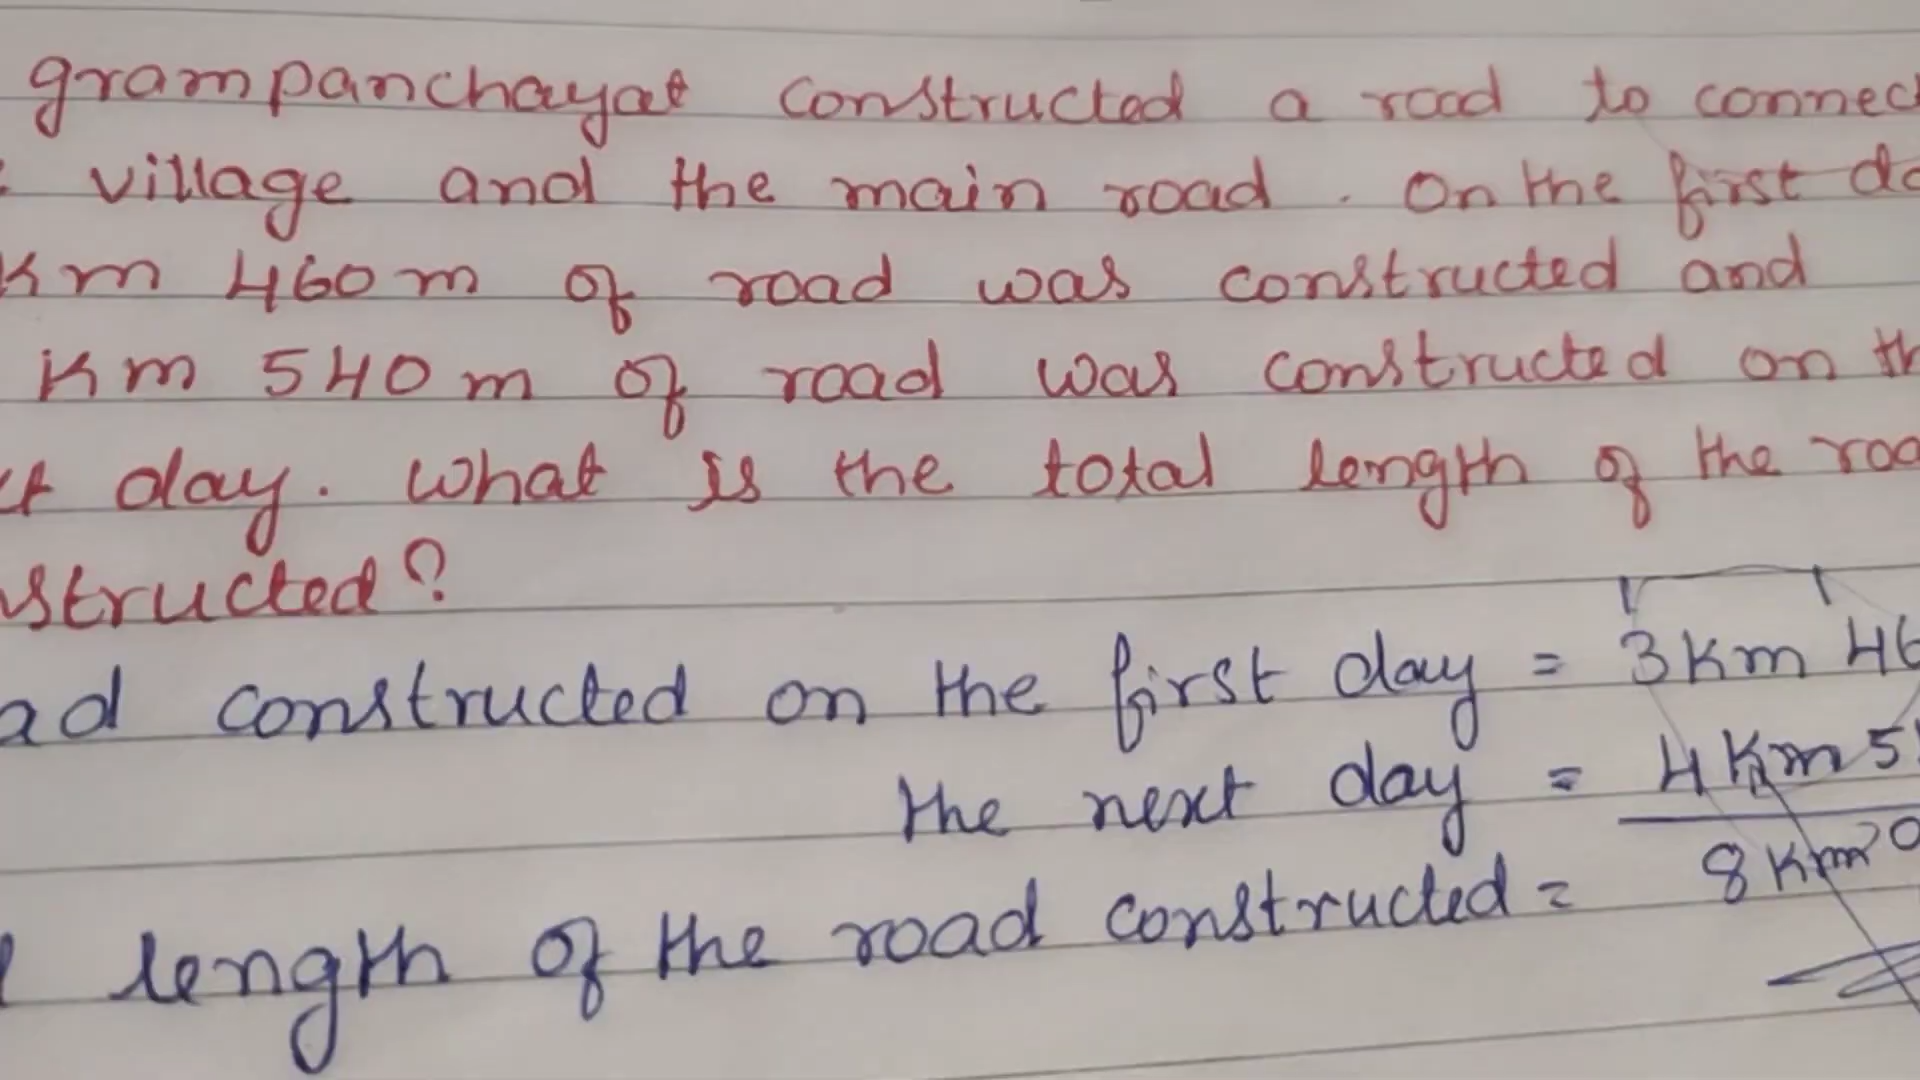 grampanchayat constructed a road to connec
village and the main road. On the first da
Km 460 m of road was constructed and
Km 540 m of road was constructed on th
day. What is the total length of the roa
structed?
ad constructed on the first day = 3 Km 46
the next day = 4 Km 5
length of the road constructed = 8 Km 0